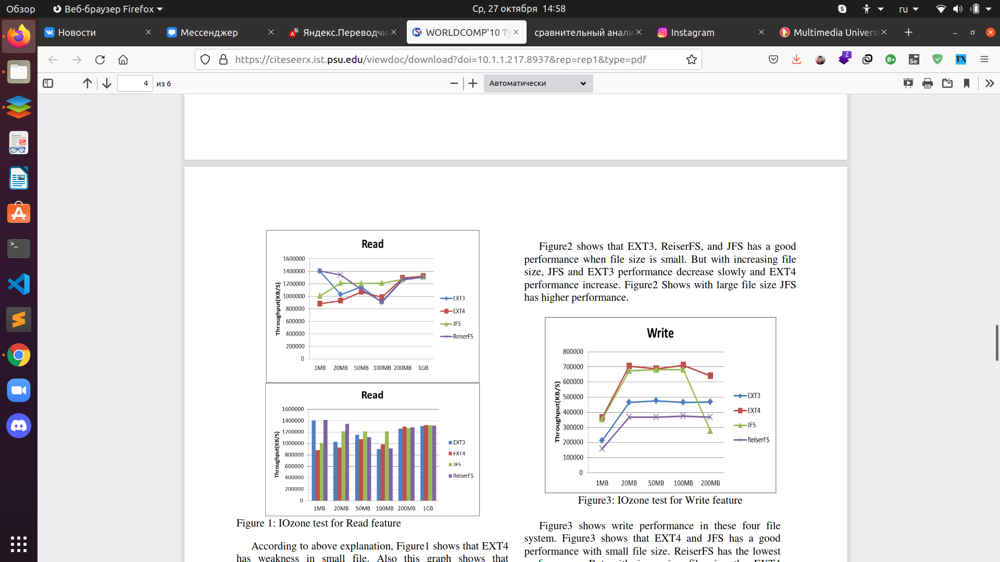 Обзор
Веб-браузер Firefox
Ср, 27 октября 14:58
ru
Новости
Мессенджер
Яндекс.Переводчи
WORLDCOMP'10 Ty
сравнительный анали
Instagram
Multimedia Univers
https://citeseerx.ist.psu.edu/viewdoc/download?doi=10.1.1.217.8937&rep=rep1&type=pdf
2
B+
Se
TX
4 из 6
Автоматически
Read
Throughput(KB/S)
1600000
1400000
1200000
1000000
800000
600000
400000
200000
0
1MB 20MB 50MB 100MB 200MB 1GB
EXT3
EXT4
JFS
ReiserFS
Read
Throughput(KB/S)
1600000
1400000
1200000
1000000
800000
600000
400000
200000
0
1MB 20MB 50MB 100MB 200MB 1GB
EXT3
EXT4
JFS
ReiserFS
Figure 1: IOzone test for Read feature
According to above explanation, Figure1 shows that EXT4
has weakness in small file. Also this graph shows that
Figure2 shows that EXT3, ReiserFS, and JFS has a good
performance when file size is small. But with increasing file
size, JFS and EXT3 performance decrease slowly and EXT4
performance increase. Figure2 Shows with large file size JFS
has higher performance.
Write
Throughput(KB/S)
800000
700000
600000
500000
400000
300000
200000
100000
0
1MB 20MB 50MB 100MB 200MB
EXT3
EXT4
JFS
ReiserFS
Figure3: IOzone test for Write feature
Figure3 shows write performance in these four file
system. Figure3 shows that EXT4 and JFS has a good
performance with small file size. ReiserFS has the lowest